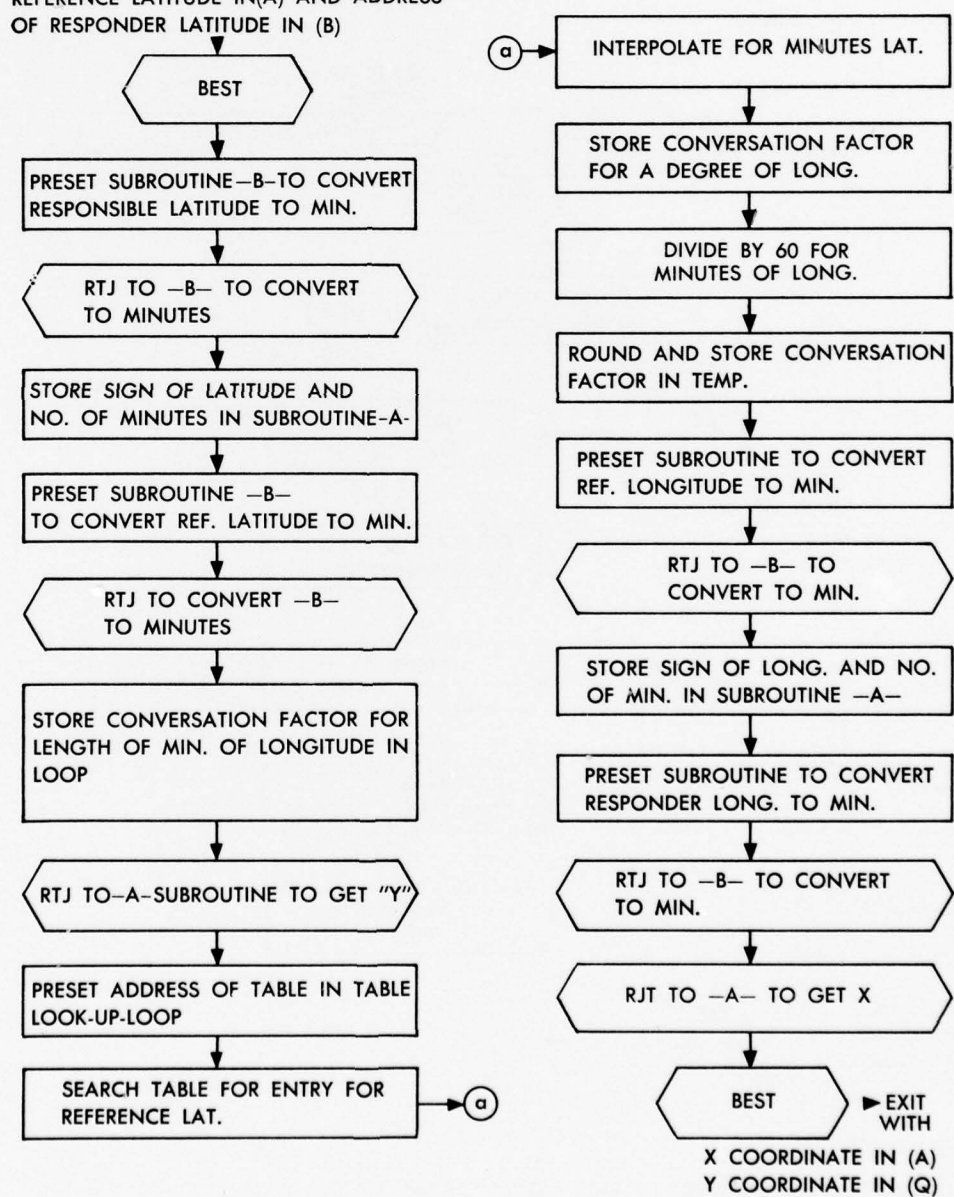 REFERENCE LATITUDE IN(A) AND ADDRESS
OF RESPONDER LATITUDE IN (B)
BEST
PRESET SUBROUTINE—B—TO CONVERT
RESPONSIBLE LATITUDE TO MIN.
RTJ TO —B— TO CONVERT
TO MINUTES
STORE SIGN OF LATITUDE AND
NO. OF MINUTES IN SUBROUTINE-A-
PRESET SUBROUTINE —B—
TO CONVERT REF. LATITUDE TO MIN.
RTJ TO CONVERT —B—
TO MINUTES
STORE CONVERSATION FACTOR FOR
LENGTH OF MIN. OF LONGITUDE IN
LOOP
RTJ TO—A—SUBROUTINE TO GET "Y"
PRESET ADDRESS OF TABLE IN TABLE
LOOK-UP-LOOP
SEARCH TABLE FOR ENTRY FOR
REFERENCE LAT.
a
a
INTERPOLATE FOR MINUTES LAT.
STORE CONVERSATION FACTOR
FOR A DEGREE OF LONG.
DIVIDE BY 60 FOR
MINUTES OF LONG.
ROUND AND STORE CONVERSATION
FACTOR IN TEMP.
PRESET SUBROUTINE TO CONVERT
REF. LONGITUDE TO MIN.
RTJ TO —B— TO
CONVERT TO MIN.
STORE SIGN OF LONG. AND NO.
OF MIN. IN SUBROUTINE —A—
PRESET SUBROUTINE TO CONVERT
RESPONDER LONG. TO MIN.
RTJ TO —B— TO CONVERT
TO MIN.
RJT TO —A— TO GET X
BEST
EXIT
WITH
X COORDINATE IN (A)
Y COORDINATE IN (Q)